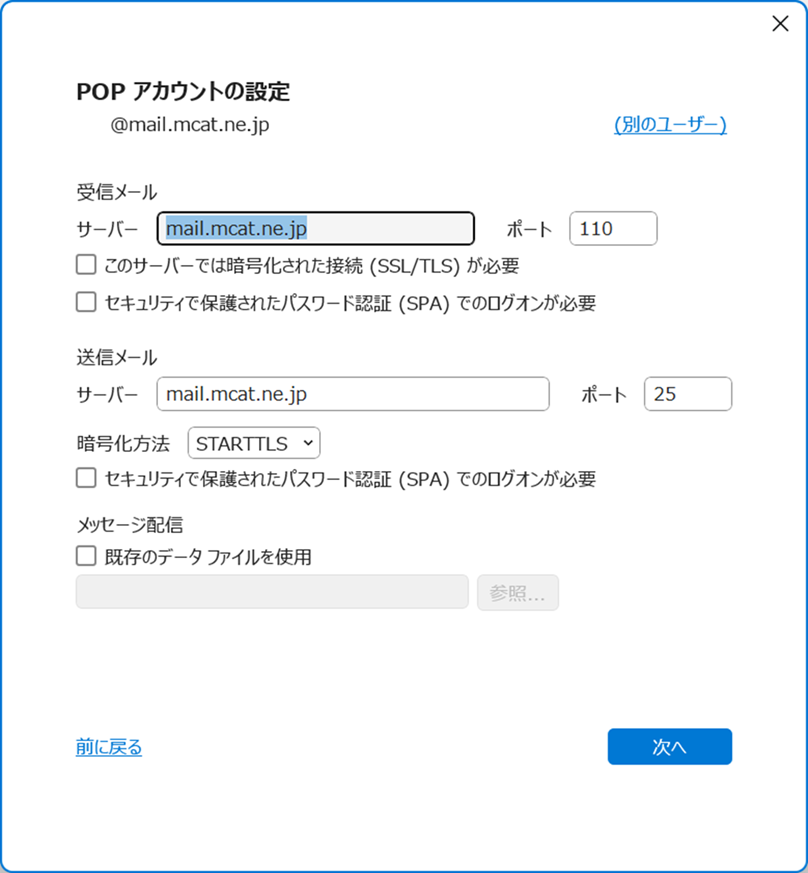 POP アカウントの設定
@mail.mcat.ne.jp (別のユーザー)
受信メール
サーバー mail.mcat.ne.jp ポート 110
このサーバーでは暗号化された接続 (SSL/TLS) が必要
セキュリティで保護されたパスワード認証 (SPA) でのログオンが必要
送信メール
サーバー mail.mcat.ne.jp ポート 25
暗号化方法 STARTTLS
セキュリティで保護されたパスワード認証 (SPA) でのログオンが必要
メッセージ配信
既存のデータ ファイルを使用
参照...
前に戻る 次へ